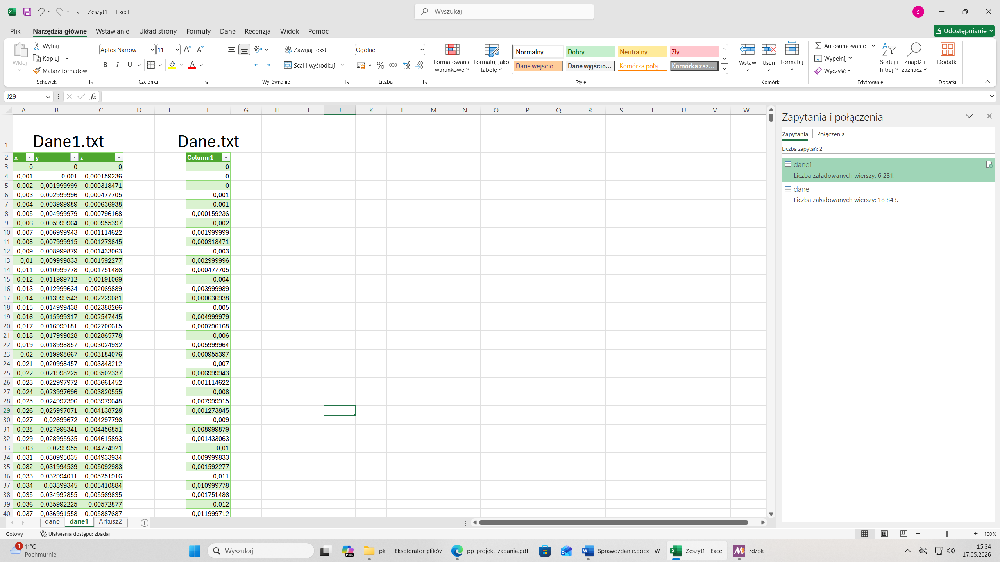 Zeszyt1 - Excel
Wyszukaj
S
Plik Narzędzia główne Wstawianie Układ strony Formuły Dane Recenzja Widok Pomoc
Udostępnianie
Wklej
Wytnij
Kopiuj
Malarz formatów
Schowek
Aptos Narrow 11
B I U
Czcionka
Zawijaj tekst
Scal i wyśrodkuj
Wyrównanie
Ogólne
% 000
Liczba
Formatowanie warunkowe
Formatuj jako tabelę
Normalny Dobry Neutralny Zły
Dane wejścio... Dane wyjścio... Komórka połą... Komórka zaz...
Style
Wstaw Usuń Formatuj
Komórki
Autosumowanie
Wypełnij
Wyczyść
Sortuj i filtruj
Znajdź i zaznacz
Edytowanie
Dodatki
Dodatki
J29
fx
A B C D E F G H I J K L M N O P Q R S T U V W
1 Dane1.txt Dane.txt
2 x y z Column1
3 0 0 0 0
4 0,001 0,001 0,000159236 0
5 0,002 0,001999999 0,000318471 0
6 0,003 0,002999996 0,000477705 0,001
7 0,004 0,003999989 0,000636938 0,001
8 0,005 0,004999979 0,000796168 0,000159236
9 0,006 0,005999964 0,000955397 0,002
10 0,007 0,006999943 0,001114622 0,001999999
11 0,008 0,007999915 0,001273845 0,000318471
12 0,009 0,008999879 0,001433063 0,003
13 0,01 0,009999833 0,001592277 0,002999996
14 0,011 0,010999778 0,001751486 0,000477705
15 0,012 0,011999712 0,00191069 0,004
16 0,013 0,012999634 0,002069889 0,003999989
17 0,014 0,013999543 0,002229081 0,000636938
18 0,015 0,014999438 0,002388266 0,005
19 0,016 0,015999317 0,002547445 0,004999979
20 0,017 0,016999181 0,002706615 0,000796168
21 0,018 0,017999028 0,002865778 0,006
22 0,019 0,018998857 0,003024932 0,005999964
23 0,02 0,019998667 0,003184076 0,000955397
24 0,021 0,020998457 0,003343212 0,007
25 0,022 0,021998225 0,003502337 0,006999943
26 0,023 0,022997972 0,003661452 0,001114622
27 0,024 0,023997696 0,003820555 0,008
28 0,025 0,024997396 0,003979648 0,007999915
29 0,026 0,025997071 0,004138728 0,001273845
30 0,027 0,02699672 0,004297796 0,009
31 0,028 0,027996341 0,004456851 0,008999879
32 0,029 0,028995935 0,004615893 0,001433063
33 0,03 0,0299955 0,004774921 0,01
34 0,031 0,030995035 0,004933934 0,009999833
35 0,032 0,031994539 0,005092933 0,001592277
36 0,033 0,032994011 0,005251916 0,011
37 0,034 0,03399345 0,005410884 0,010999778
38 0,035 0,034992855 0,005569835 0,001751486
39 0,036 0,035992225 0,00572877 0,012
40 0,037 0,036991558 0,005887687 0,011999712
Zapytania i połączenia
Zapytania Połączenia
Liczba zapytań: 2
dane1
Liczba załadowanych wierszy: 6 281.
dane
Liczba załadowanych wierszy: 18 843.
dane dane1 Arkusz2
Gotowy Ułatwienia dostępu: zbadaj
100%
1
11°C
Pochmurnie
Wyszukaj
M365
pk — Eksplorator plików
pp-projekt-zadania.pdf
Sprawozdanie.docx - W
Zeszyt1 - Excel
/d/pk
15:34
17.05.2026